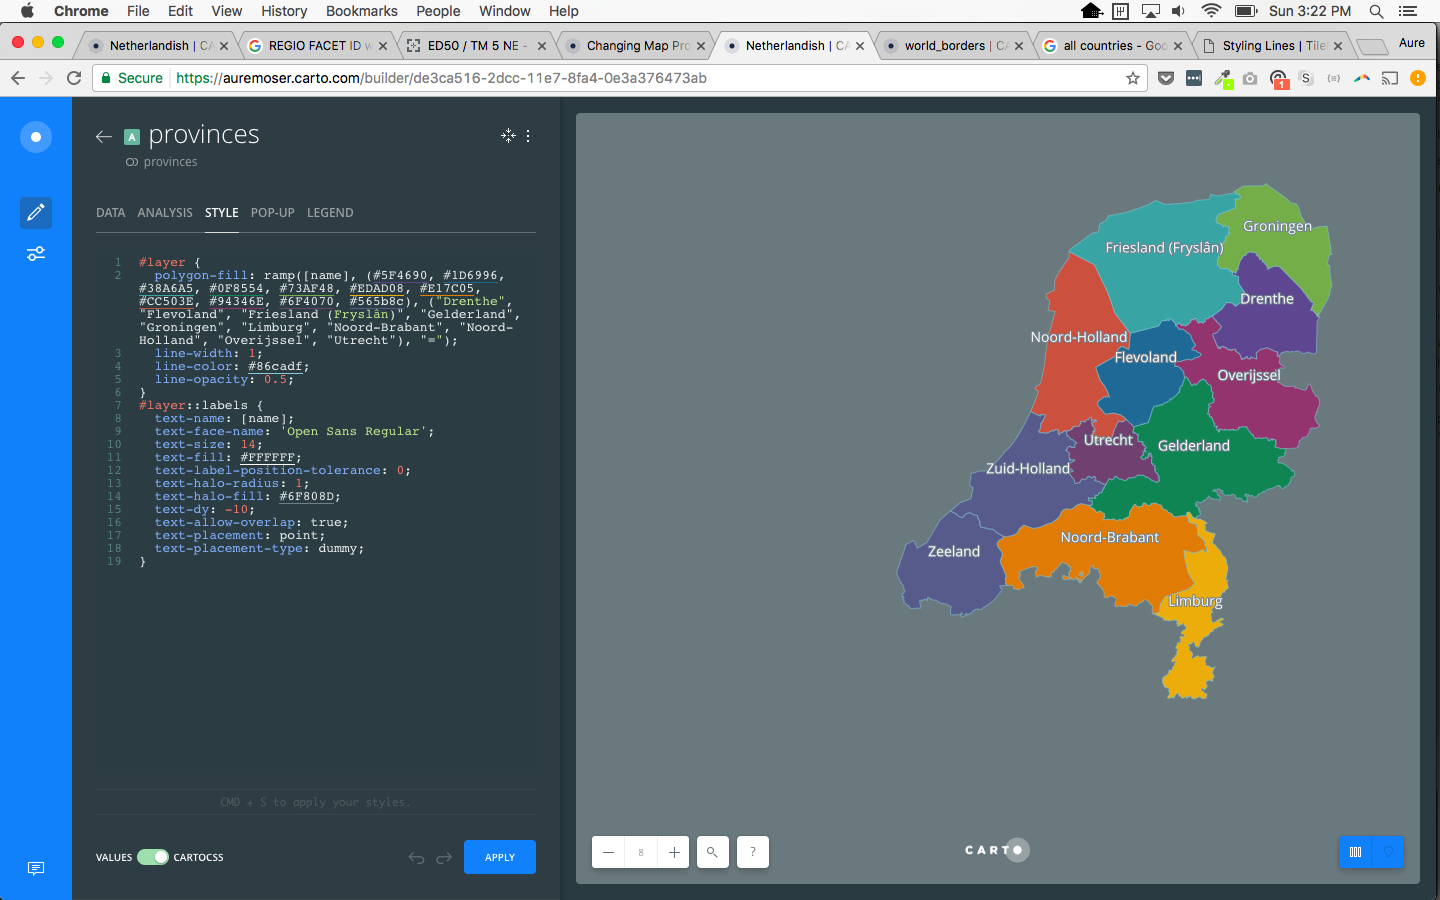 Chrome File Edit View History Bookmarks People Window Help Sun 3:22 PM
Netherlandish | CA
REGIO FACET ID w
ED50 / TM 5 NE -
Changing Map Pro
Netherlandish | CA
world_borders | C
all countries - Goo
Styling Lines | Tile
Aure
Secure https://auremoser.carto.com/builder/de3ca516-2dcc-11e7-8fa4-0e3a376473ab
1
A provinces
provinces
DATA ANALYSIS STYLE POP-UP LEGEND
1 #layer {
2 polygon-fill: ramp([name], (#5F4690, #1D6996,
#38A6A5, #0F8554, #73AF48, #EDAD08, #E17C05,
#CC503E, #94346E, #6F4070, #565b8c), ("Drenthe",
"Flevoland", "Friesland (Fryslân)", "Gelderland",
"Groningen", "Limburg", "Noord-Brabant", "Noord-
Holland", "Overijssel", "Utrecht"), "=");
3 line-width: 1;
4 line-color: #86cadf;
5 line-opacity: 0.5;
6 }
7 #layer::labels {
8 text-name: [name];
9 text-face-name: 'Open Sans Regular';
10 text-size: 14;
11 text-fill: #FFFFFF;
12 text-label-position-tolerance: 0;
13 text-halo-radius: 1;
14 text-halo-fill: #6F808D;
15 text-dy: -10;
16 text-allow-overlap: true;
17 text-placement: point;
18 text-placement-type: dummy;
19 }
CMD + S to apply your styles.
VALUES CARTOCSS APPLY
Groningen
Friesland (Fryslân)
Drenthe
Noord-Holland
Flevoland
Overijssel
Utrecht
Gelderland
Zuid-Holland
Noord-Brabant
Zeeland
Limburg
8 ?
CARTO